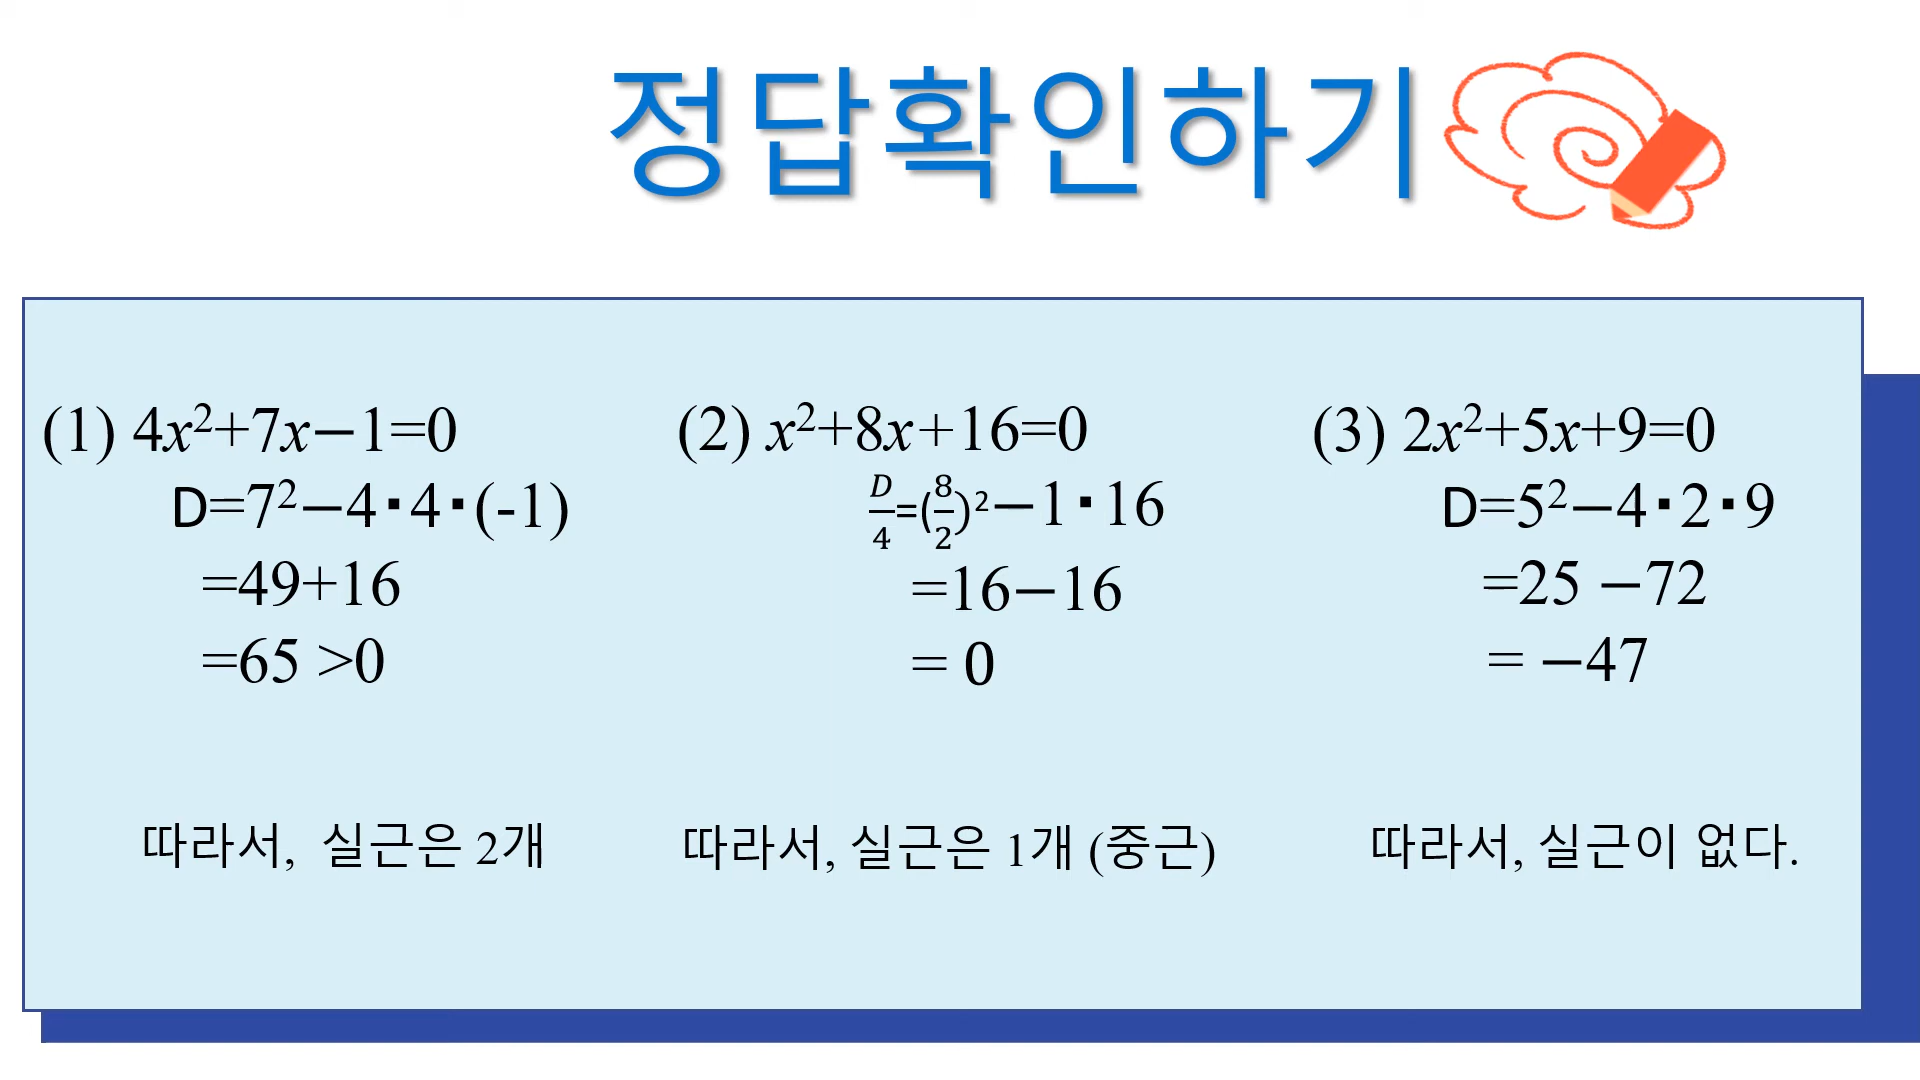 정답확인하기
(1) 4x²+7x−1=0
D=7²−4▪4▪(-1)
=49+16
=65 >0
따라서, 실근은 2개
(2) x²+8x+16=0
D/4=(8/2)²−1▪16
=16−16
= 0
따라서, 실근은 1개 (중근)
(3) 2x²+5x+9=0
D=5²−4▪2▪9
=25 −72
= −47
따라서, 실근이 없다.